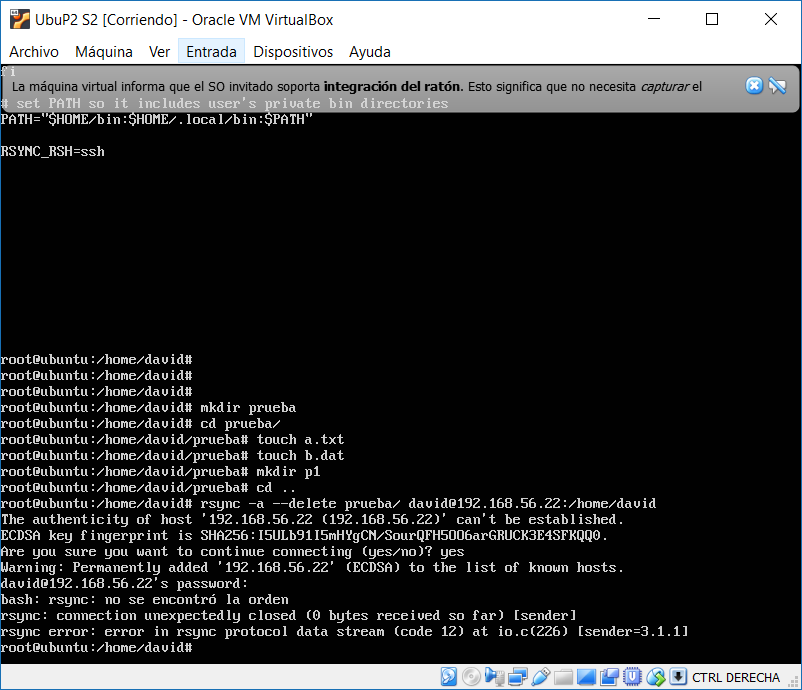 UbuP2 S2 [Corriendo] - Oracle VM VirtualBox
Archivo Máquina Ver Entrada Dispositivos Ayuda
fi
La máquina virtual informa que el SO invitado soporta integración del ratón. Esto significa que no necesita capturar el
# set PATH so it includes user's private bin directories
PATH="$HOME/bin:$HOME/.local/bin:$PATH"
RSYNC_RSH=ssh
root@ubuntu:/home/david#
root@ubuntu:/home/david#
root@ubuntu:/home/david#
root@ubuntu:/home/david# mkdir prueba
root@ubuntu:/home/david# cd prueba/
root@ubuntu:/home/david/prueba# touch a.txt
root@ubuntu:/home/david/prueba# touch b.dat
root@ubuntu:/home/david/prueba# mkdir p1
root@ubuntu:/home/david/prueba# cd ..
root@ubuntu:/home/david# rsync -a --delete prueba/ david@192.168.56.22:/home/david
The authenticity of host '192.168.56.22 (192.168.56.22)' can't be established.
ECDSA key fingerprint is SHA256:I5ULb91I5mHYgCN/SourQFH5OO6arGRUCK3E4SFKQQ0.
Are you sure you want to continue connecting (yes/no)? yes
Warning: Permanently added '192.168.56.22' (ECDSA) to the list of known hosts.
david@192.168.56.22's password:
bash: rsync: no se encontró la orden
rsync: connection unexpectedly closed (0 bytes received so far) [sender]
rsync error: error in rsync protocol data stream (code 12) at io.c(226) [sender=3.1.1]
root@ubuntu:/home/david#
CTRL DERECHA